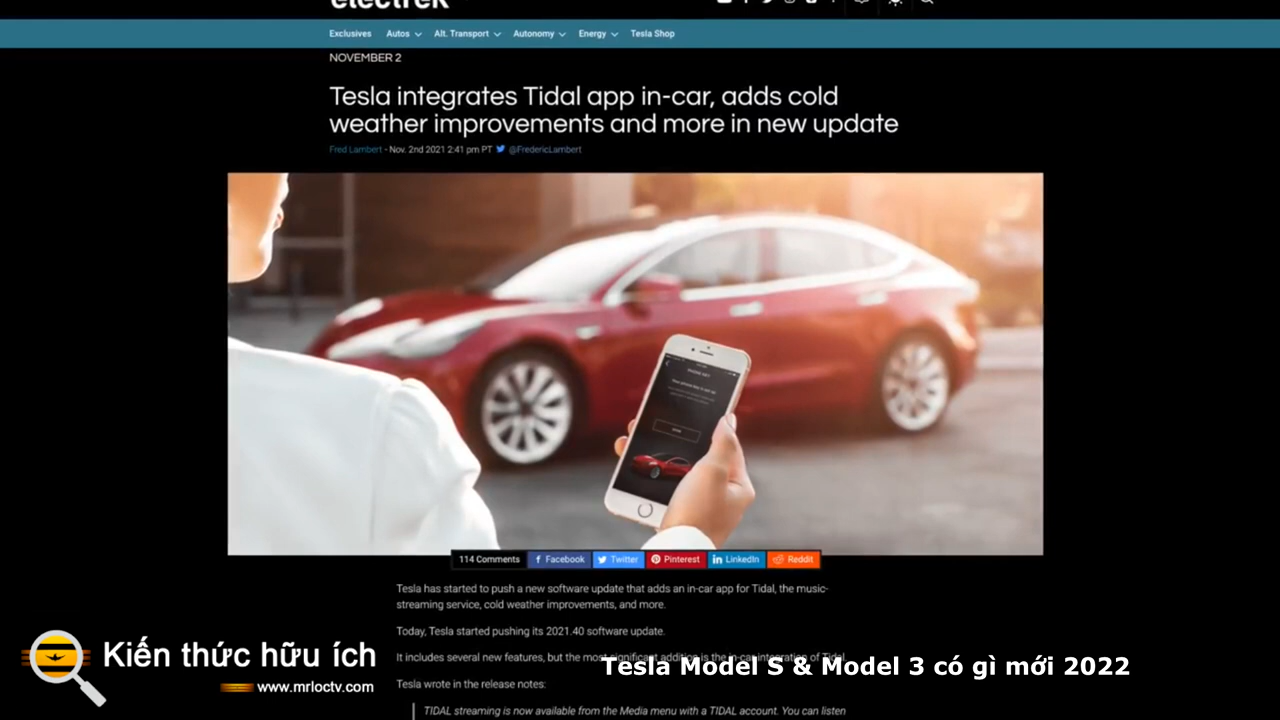 electrek
Exclusives Autos Alt. Transport Autonomy Energy Tesla Shop
NOVEMBER 2
Tesla integrates Tidal app in-car, adds cold
weather improvements and more in new update
Fred Lambert - Nov. 2nd 2021 2:41 pm PT @FredericLambert
PHONE KEY
114 Comments Facebook Twitter Pinterest LinkedIn Reddit
Tesla has started to push a new software update that adds an in-car app for Tidal, the music-
streaming service, cold weather improvements, and more.
Today, Tesla started pushing its 2021.40 software update.
It includes several new features, but the most significant addition is the in-car integration of Tidal.
Tesla wrote in the release notes:
TIDAL streaming is now available from the Media menu with a TIDAL account. You can listen
Kiến thức hữu ích
www.mrloctv.com
Tesla Model S & Model 3 có gì mới 2022